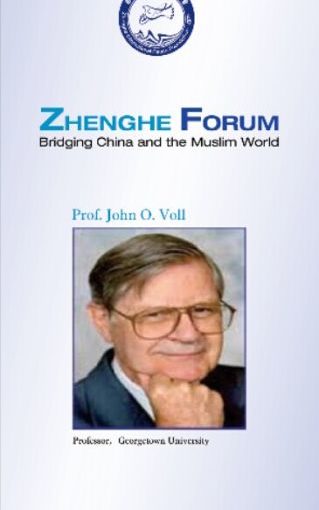 ZHENGHE FORUM
Bridging China and the Muslim World
Prof. John O. Voll
Professor, Georgetown University